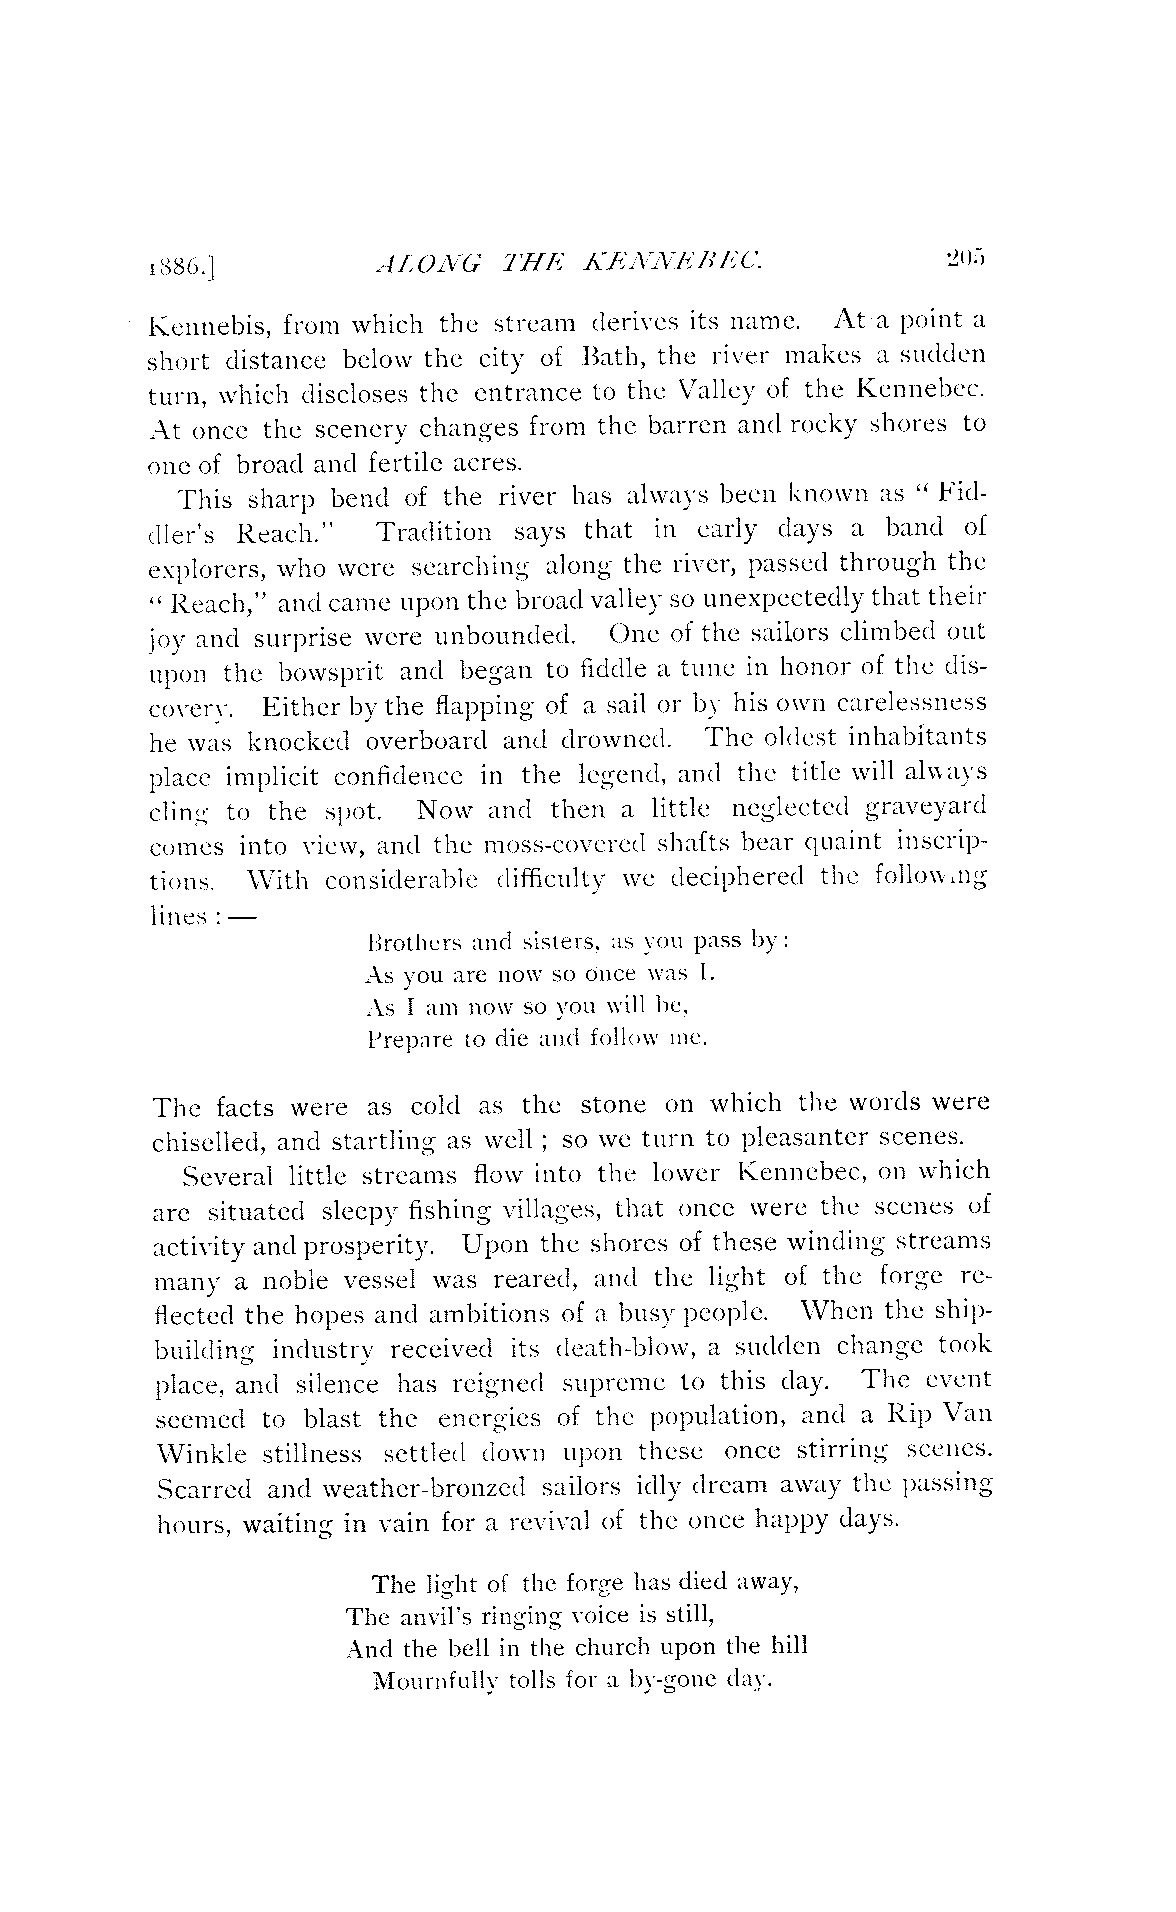 1886.] ALONG THE KENNEBEC. 205
Kennebis, from which the stream derives its name. At a point a
short distance below the city of Bath, the river makes a sudden
turn, which discloses the entrance to the Valley of the Kennebec.
At once the scenery changes from the barren and rocky shores to
one of broad and fertile acres.
This sharp bend of the river has always been known as “ Fid-
dler's Reach.” Tradition says that in early days a band of
explorers, who were searching along the river, passed through the
“ Reach,” and came upon the broad valley so unexpectedly that their
joy and surprise were unbounded. One of the sailors climbed out
upon the bowsprit and began to fiddle a tune in honor of the dis-
covery. Either by the flapping of a sail or by his own carelessness
he was knocked overboard and drowned. The oldest inhabitants
place implicit confidence in the legend, and the title will always
cling to the spot. Now and then a little neglected graveyard
comes into view, and the moss-covered shafts bear quaint inscrip-
tions. With considerable difficulty we deciphered the following
lines : —
Brothers and sisters, as you pass by :
As you are now so once was I.
As I am now so you will be,
Prepare to die and follow me.
The facts were as cold as the stone on which the words were
chiselled, and startling as well ; so we turn to pleasanter scenes.
Several little streams flow into the lower Kennebec, on which
are situated sleepy fishing villages, that once were the scenes of
activity and prosperity. Upon the shores of these winding streams
many a noble vessel was reared, and the light of the forge re-
flected the hopes and ambitions of a busy people. When the ship-
building industry received its death-blow, a sudden change took
place, and silence has reigned supreme to this day. The event
seemed to blast the energies of the population, and a Rip Van
Winkle stillness settled down upon these once stirring scenes.
Scarred and weather-bronzed sailors idly dream away the passing
hours, waiting in vain for a revival of the once happy days.
The light of the forge has died away,
The anvil's ringing voice is still,
And the bell in the church upon the hill
Mournfully tolls for a by-gone day.